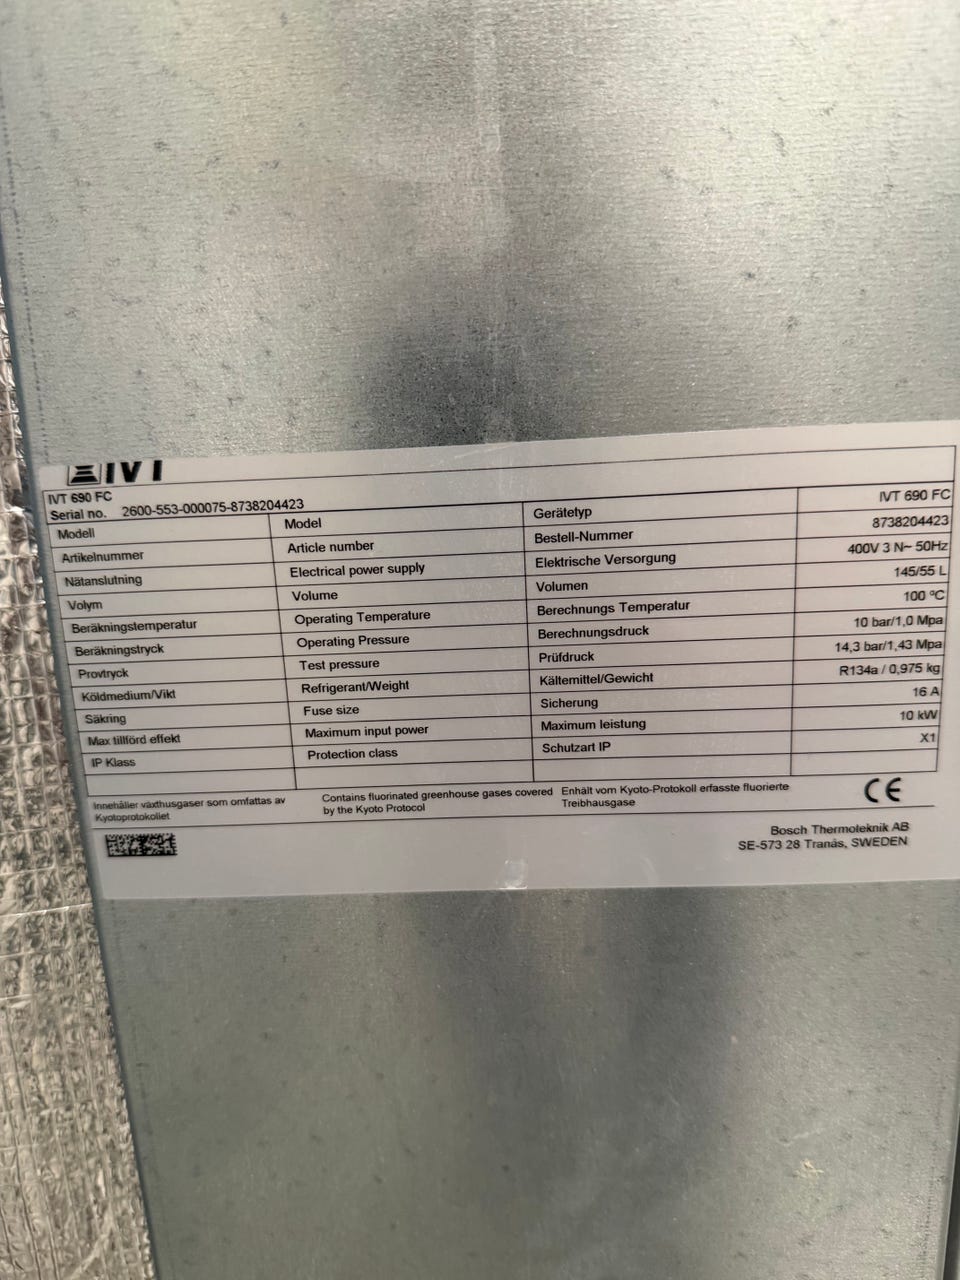 IVT
IVT 690 FC
Serial no. 2600-553-000075-8738204423
Modell Model Gerätetyp IVT 690 FC
Artikelnummer Article number Bestell-Nummer 8738204423
Nätanslutning Electrical power supply Elektrische Versorgung 400V 3 N~ 50Hz
Volym Volume Volumen 145/55 L
Beräkningstemperatur Operating Temperature Berechnungs Temperatur 100 ºC
Beräkningstryck Operating Pressure Berechnungsdruck 10 bar/1,0 Mpa
Provtryck Test pressure Prüfdruck 14,3 bar/1,43 Mpa
Köldmedium/Vikt Refrigerant/Weight Kältemittel/Gewicht R134a / 0,975 kg
Säkring Fuse size Sicherung 16 A
Max tillförd effekt Maximum input power Maximum leistung 10 kW
IP Klass Protection class Schutzart IP X1
Innehåller växthusgaser som omfattas av
Kyotoprotokollet
Contains fluorinated greenhouse gases covered
by the Kyoto Protocol
Enhält vom Kyoto-Protokoll erfasste fluorierte
Treibhausgase
CE
Bosch Thermoteknik AB
SE-573 28 Tranås, SWEDEN